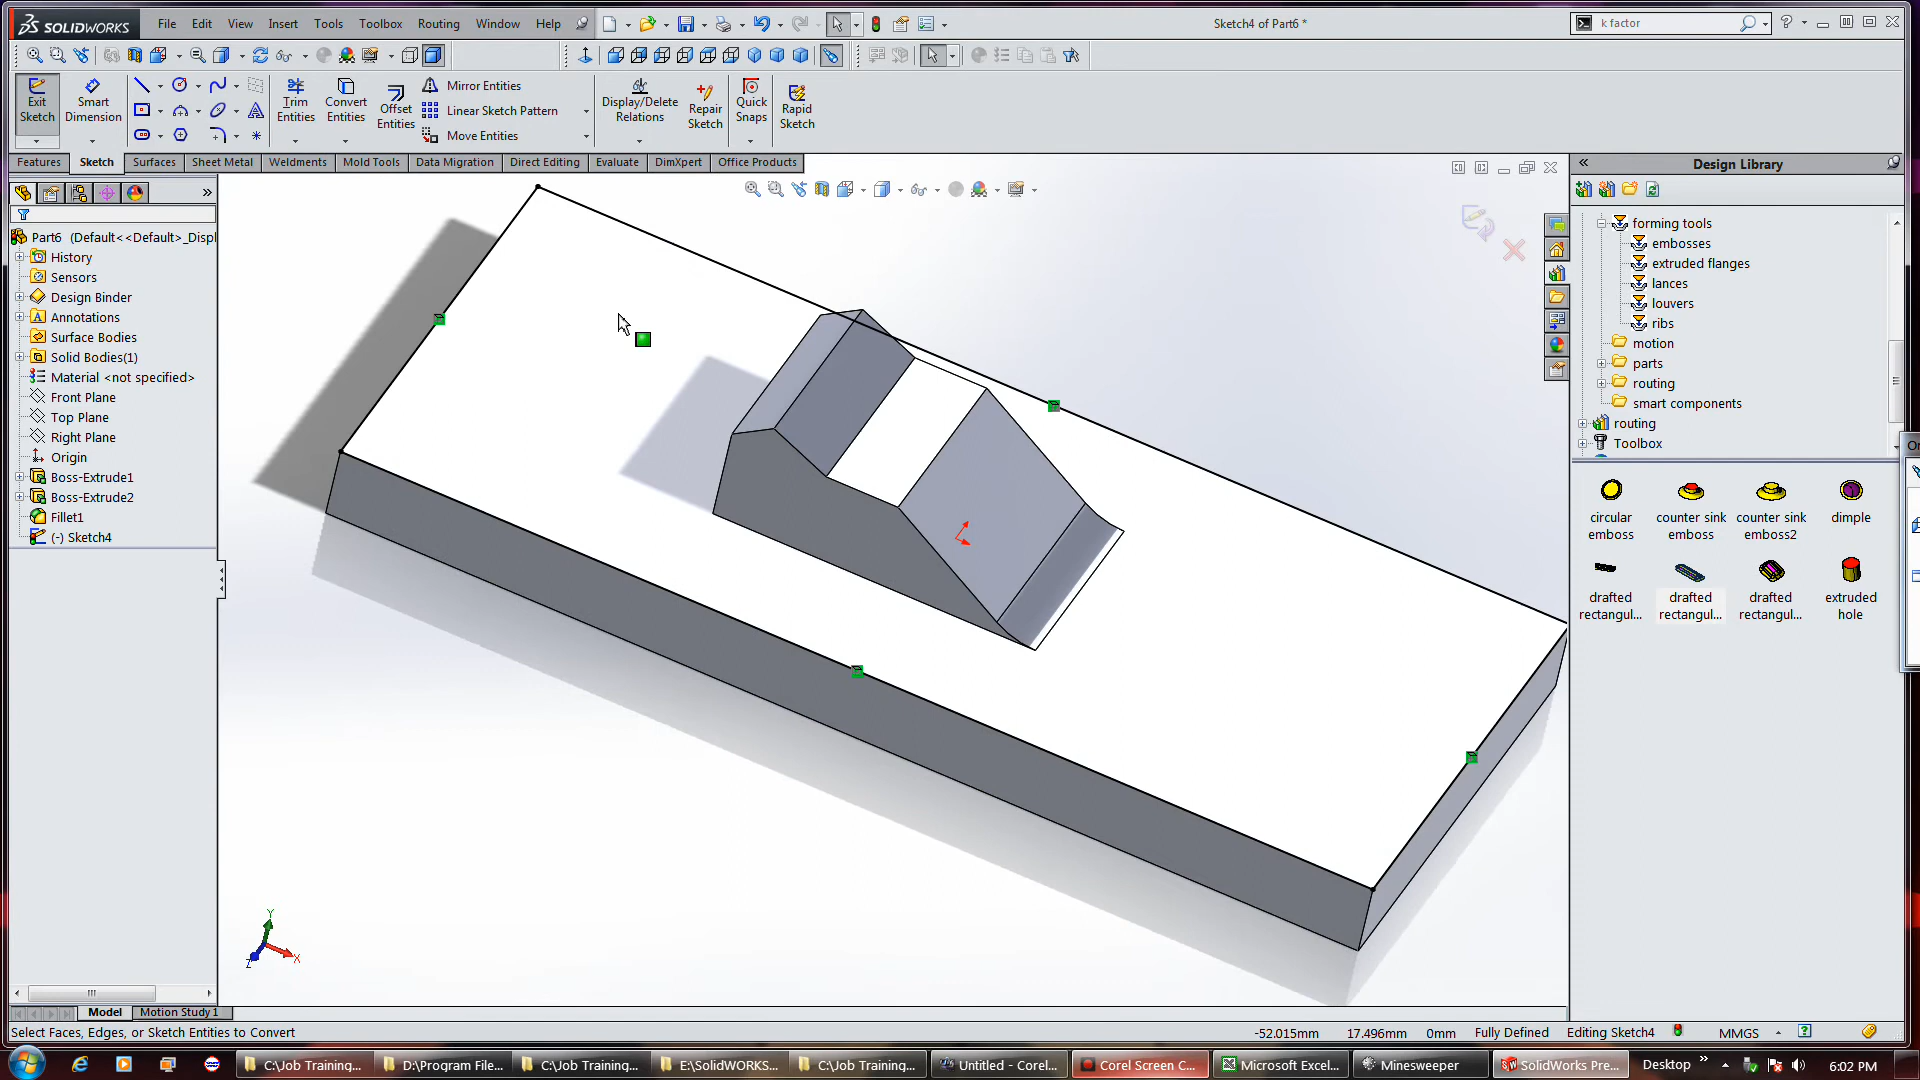 SOLIDWORKS File Edit View Insert Tools Toolbox Routing Window Help Sketch4 of Part6 * k factor
Exit Sketch Smart Dimension Trim Entities Convert Entities Offset Entities Mirror Entities Linear Sketch Pattern Move Entities Display/Delete Relations Repair Sketch Quick Snaps Rapid Sketch
Features Sketch Surfaces Sheet Metal Weldments Mold Tools Data Migration Direct Editing Evaluate DimXpert Office Products
Design Library
Part6 (Default<<Default>_Displ
History
Sensors
Design Binder
Annotations
Surface Bodies
Solid Bodies(1)
Material <not specified>
Front Plane
Top Plane
Right Plane
Origin
Boss-Extrude1
Boss-Extrude2
Fillet1
(-) Sketch4
Y
X
Z
forming tools
embosses
extruded flanges
lances
louvers
ribs
motion
parts
routing
smart components
routing
Toolbox
circular emboss
counter sink emboss
counter sink emboss2
dimple
drafted rectangul...
drafted rectangul...
drafted rectangul...
extruded hole
Model Motion Study 1
Select Faces, Edges, or Sketch Entities to Convert -52.015mm 17.496mm 0mm Fully Defined Editing Sketch4 MMGS
C:\Job Training... D:\Program File... C:\Job Training... E:\SolidWORKS... C:\Job Training... Untitled - Corel... Corel Screen C... Microsoft Excel... Minesweeper SolidWorks Pre... Desktop 6:02 PM